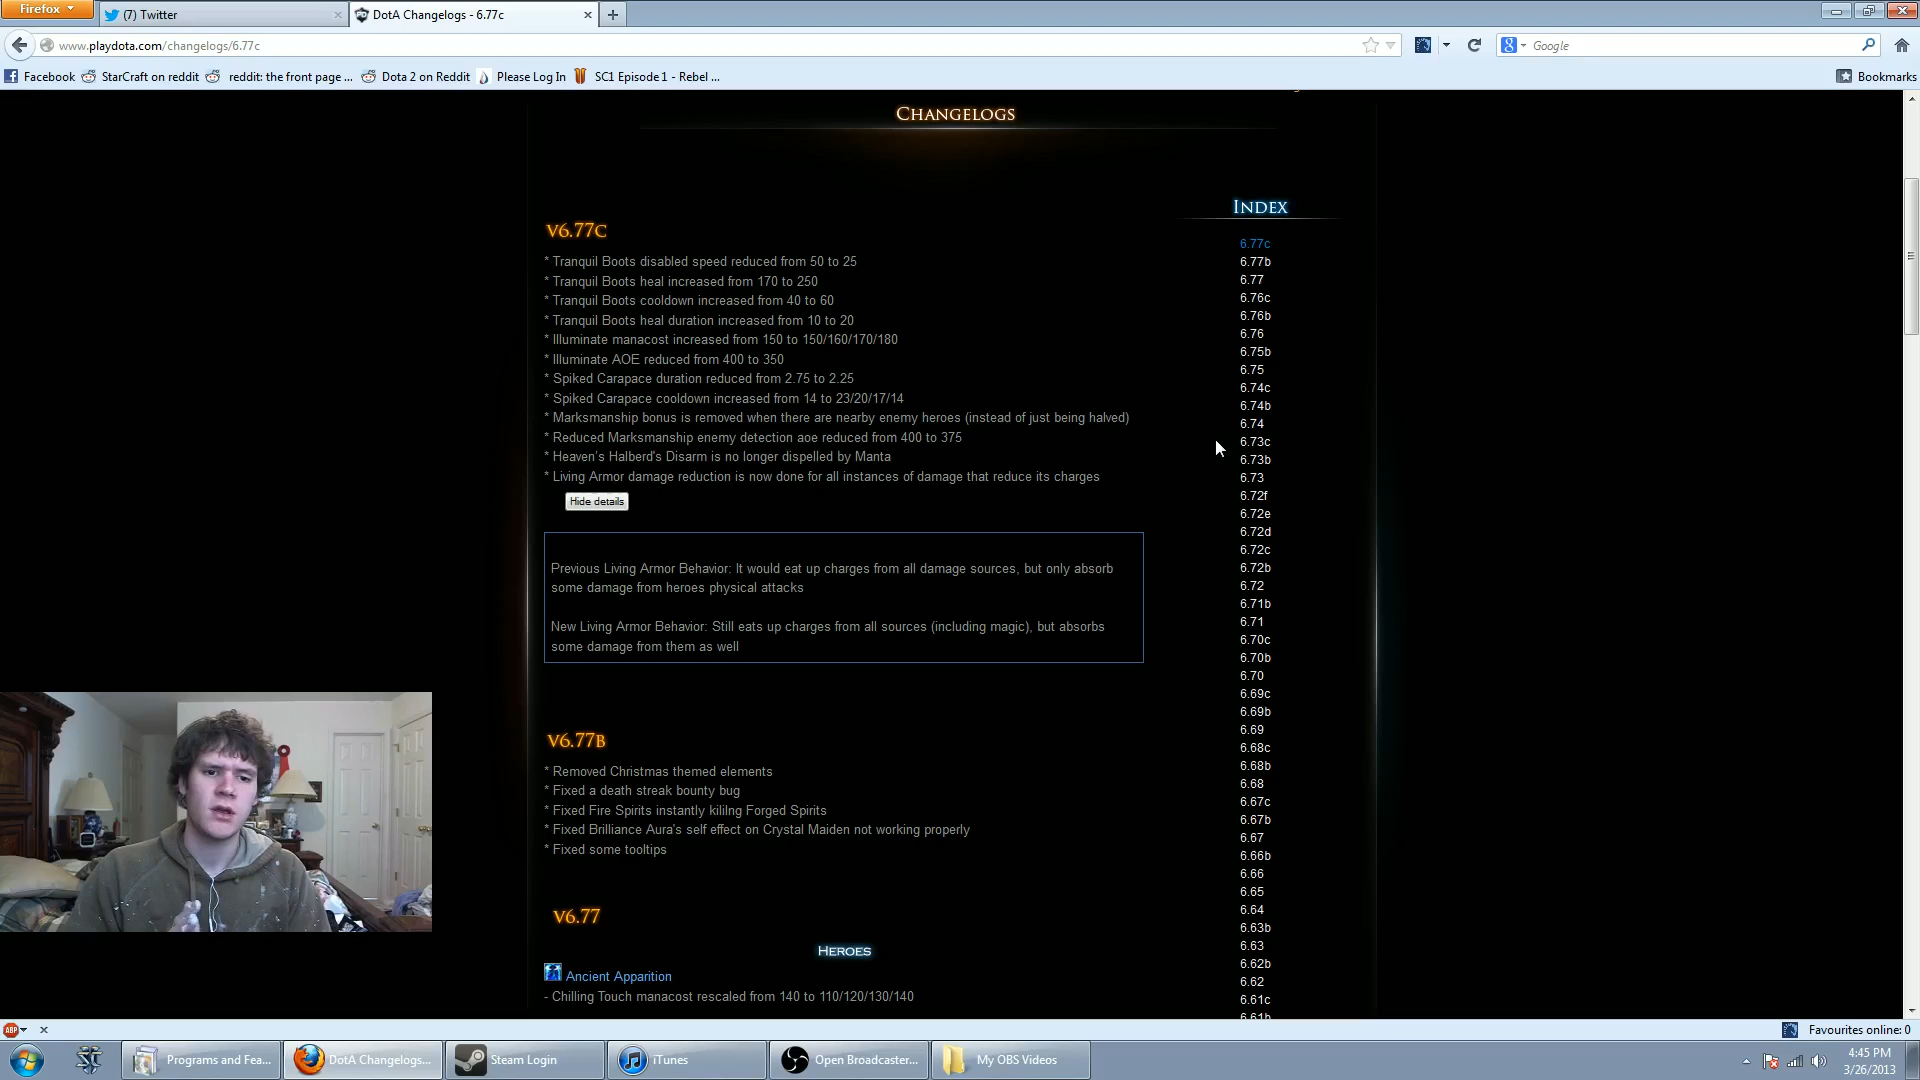 Firefox
(7) Twitter
DotA Changelogs - 6.77c
www.playdota.com/changelogs/6.77c
Google
Facebook
StarCraft on reddit
reddit: the front page ...
Dota 2 on Reddit
Please Log In
SC1 Episode 1 - Rebel ...
Bookmarks
Changelogs
Index
v6.77c
* Tranquil Boots disabled speed reduced from 50 to 25
* Tranquil Boots heal increased from 170 to 250
* Tranquil Boots cooldown increased from 40 to 60
* Tranquil Boots heal duration increased from 10 to 20
* Illuminate manacost increased from 150 to 150/160/170/180
* Illuminate AOE reduced from 400 to 350
* Spiked Carapace duration reduced from 2.75 to 2.25
* Spiked Carapace cooldown increased from 14 to 23/20/17/14
* Marksmanship bonus is removed when there are nearby enemy heroes (instead of just being halved)
* Reduced Marksmanship enemy detection aoe reduced from 400 to 375
* Heaven's Halberd's Disarm is no longer dispelled by Manta
* Living Armor damage reduction is now done for all instances of damage that reduce its charges
Hide details
Previous Living Armor Behavior: It would eat up charges from all damage sources, but only absorb
some damage from heroes physical attacks
New Living Armor Behavior: Still eats up charges from all sources (including magic), but absorbs
some damage from them as well
v6.77b
* Removed Christmas themed elements
* Fixed a death streak bounty bug
* Fixed Fire Spirits instantly kililng Forged Spirits
* Fixed Brilliance Aura's self effect on Crystal Maiden not working properly
* Fixed some tooltips
v6.77
Heroes
Ancient Apparition
- Chilling Touch manacost rescaled from 140 to 110/120/130/140
6.77c
6.77b
6.77
6.76c
6.76b
6.76
6.75b
6.75
6.74c
6.74b
6.74
6.73c
6.73b
6.73
6.72f
6.72e
6.72d
6.72c
6.72b
6.72
6.71b
6.71
6.70c
6.70b
6.70
6.69c
6.69b
6.69
6.68c
6.68b
6.68
6.67c
6.67b
6.67
6.66b
6.66
6.65
6.64
6.63b
6.63
6.62b
6.62
6.61c
6.61b
ABP
Favourites online: 0
Programs and Fea...
DotA Changelogs...
Steam Login
iTunes
Open Broadcaster...
My OBS Videos
4:45 PM
3/26/2013